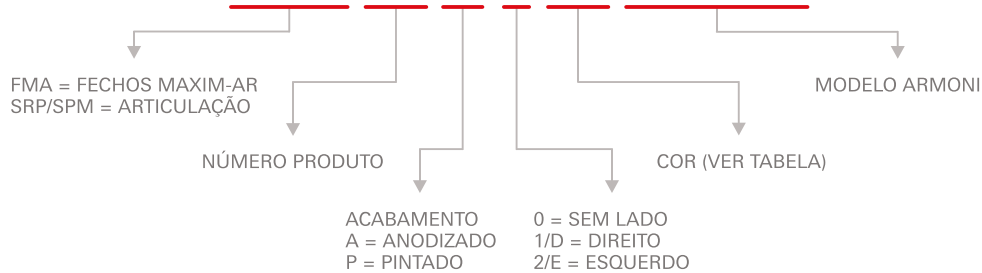 FMA = FECHOS MAXIM-AR
SRP/SPM = ARTICULAÇÃO
MODELO ARMONI
NÚMERO PRODUTO
COR (VER TABELA)
ACABAMENTO
A = ANODIZADO
P = PINTADO
0 = SEM LADO
1/D = DIREITO
2/E = ESQUERDO